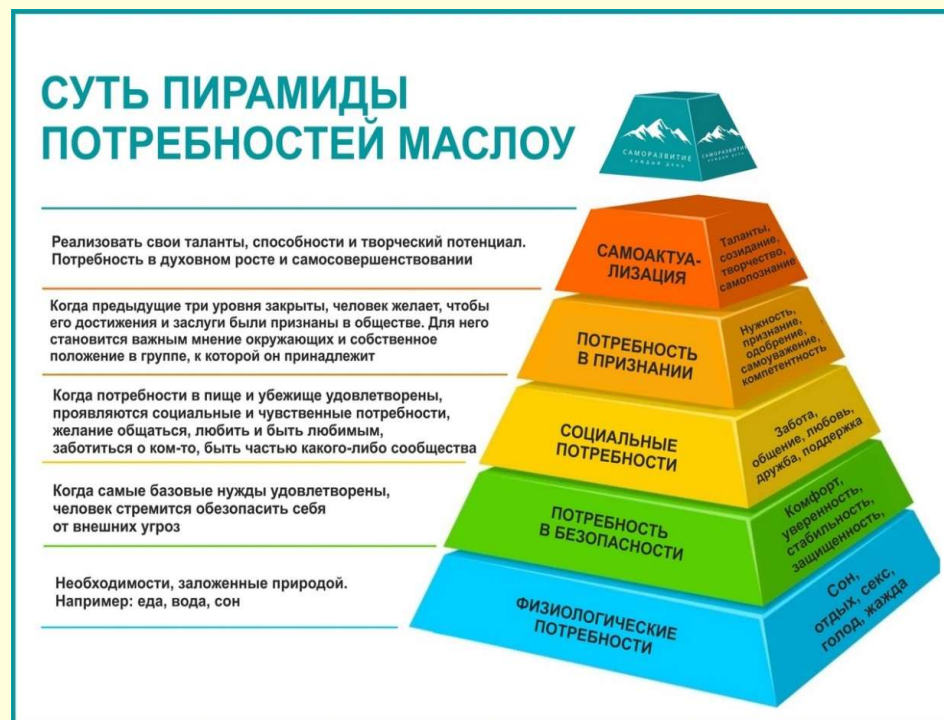 СУТЬ ПИРАМИДЫ
ПОТРЕБНОСТЕЙ МАСЛОУ
САМОРАЗВИТИЕ
КАЖДЫЙ ДЕНЬ
САМОРАЗВИТИЕ
КАЖДЫЙ ДЕНЬ
Реализовать свои таланты, способности и творческий потенциал.
Потребность в духовном росте и самосовершенствовании
САМОАКТУА-
ЛИЗАЦИЯ
Таланты,
созидание,
творчество,
самопознание
Когда предыдущие три уровня закрыты, человек желает, чтобы
его достижения и заслуги были признаны в обществе. Для него
становится важным мнение окружающих и собственное
положение в группе, к которой он принадлежит
ПОТРЕБНОСТЬ
В ПРИЗНАНИИ
Нужность,
признание,
одобрение,
самоуважение,
компетентность
Когда потребности в пище и убежище удовлетворены,
проявляются социальные и чувственные потребности,
желание общаться, любить и быть любимым,
заботиться о ком-то, быть частью какого-либо сообщества
СОЦИАЛЬНЫЕ
ПОТРЕБНОСТИ
Забота,
общение, любовь,
дружба, поддержка
Когда самые базовые нужды удовлетворены,
человек стремится обезопасить себя
от внешних угроз
ПОТРЕБНОСТЬ
В БЕЗОПАСНОСТИ
Комфорт,
уверенность,
стабильность,
защищенность,
Необходимости, заложенные природой.
Например: еда, вода, сон
ФИЗИОЛОГИЧЕСКИЕ
ПОТРЕБНОСТИ
Сон,
отдых, секс,
голод, жажда